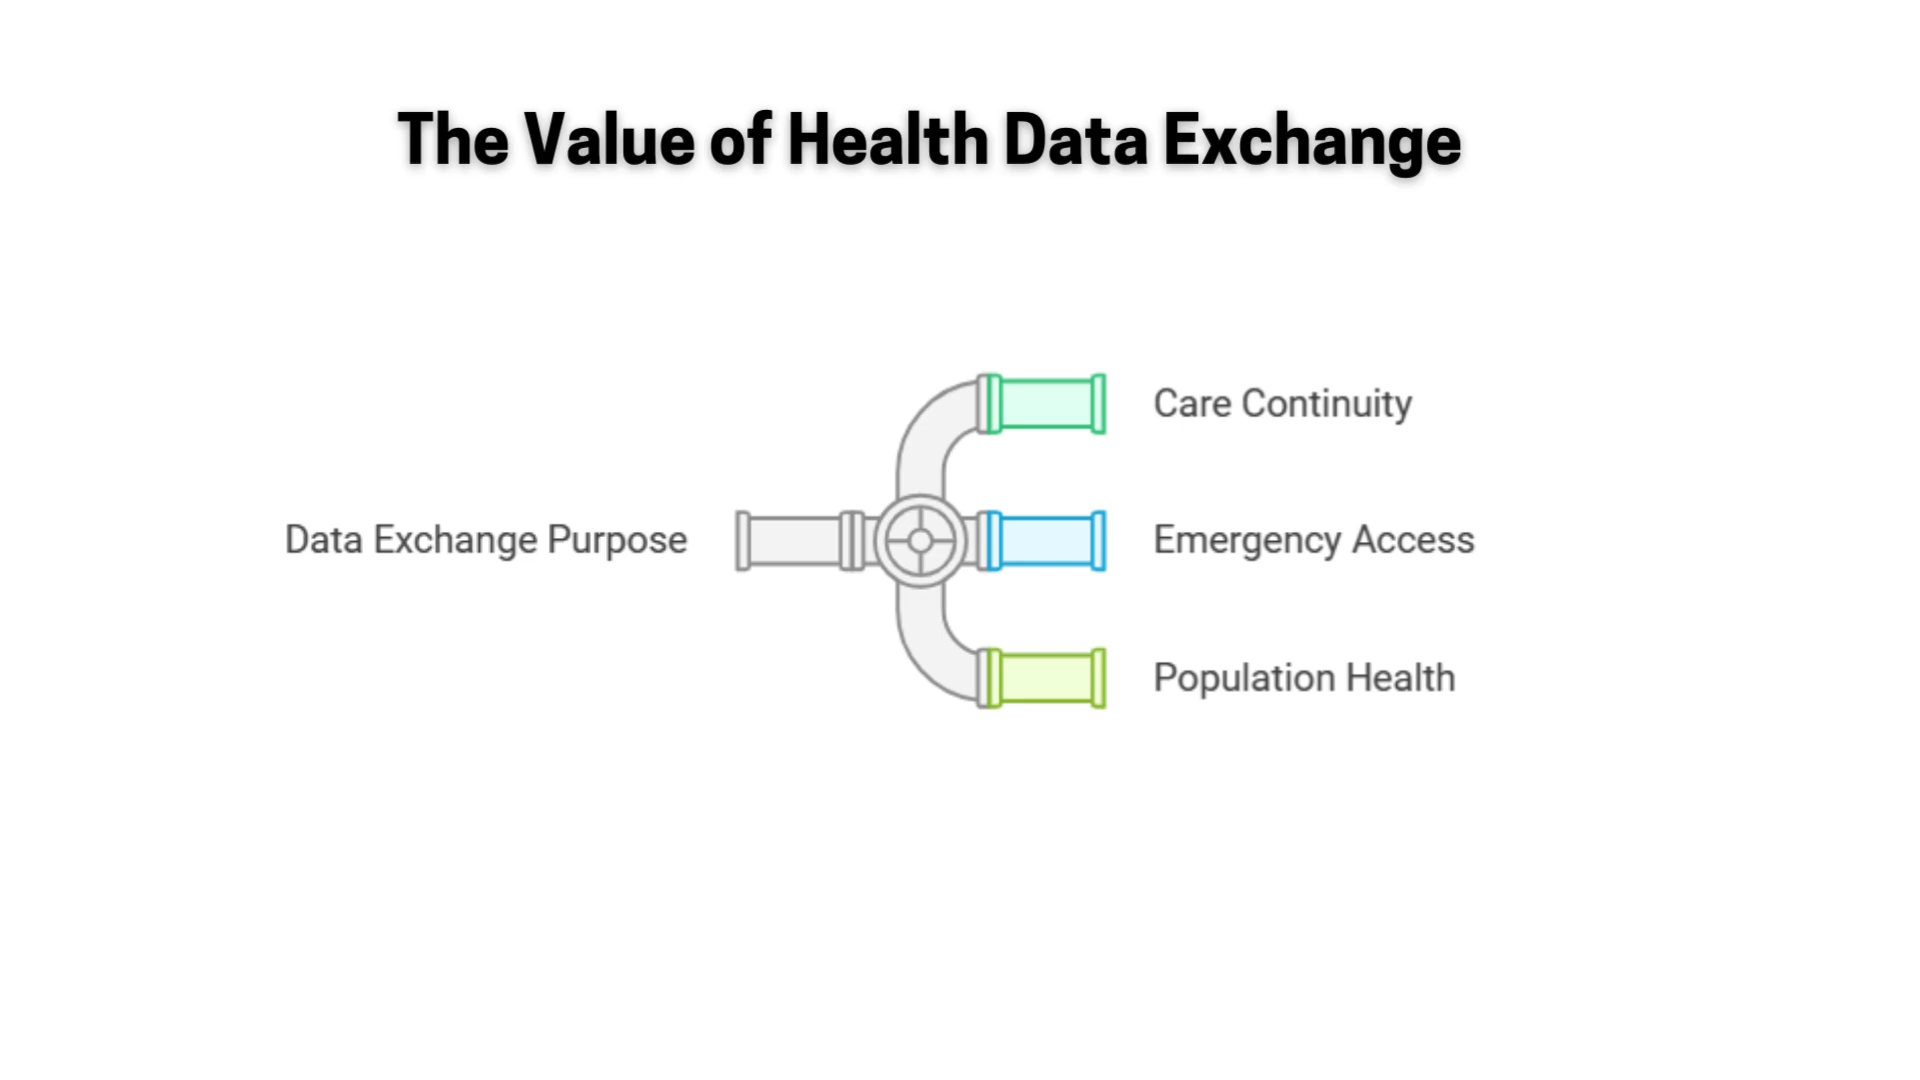 The Value of Health Data Exchange
Care Continuity
Data Exchange Purpose
Emergency Access
Population Health